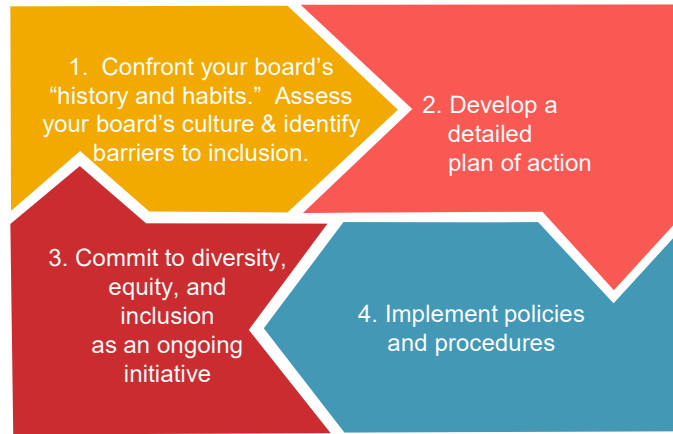 1. Confront your board’s
“history and habits.” Assess
your board’s culture & identify
barriers to inclusion.
2. Develop a
detailed
plan of action
3. Commit to diversity,
equity, and
inclusion
as an ongoing
initiative
4. Implement policies
and procedures